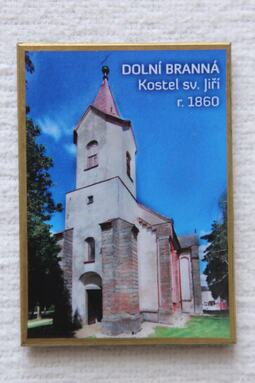 DOLNÍ BRANNÁ
Kostel sv. Jiří
r. 1860